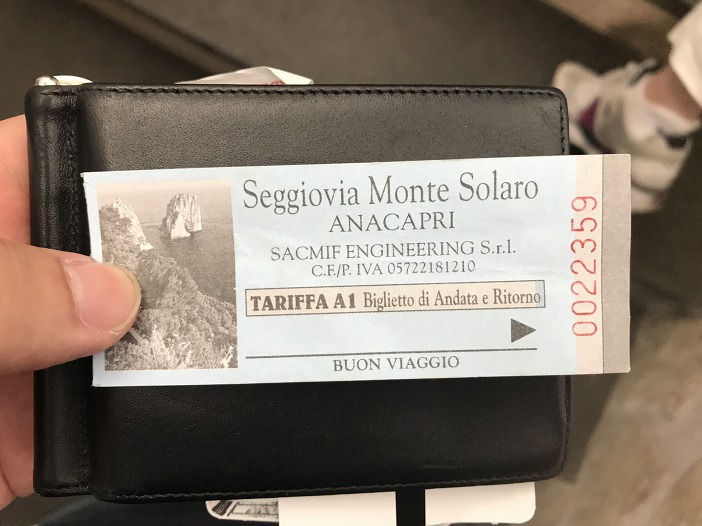 Seggiovia Monte Solaro
ANACAPRI
SACMIF ENGINEERING S.r.l.
C.F./P. IVA 05722181210
TARIFFA A1 Biglietto di Andata e Ritorno
BUON VIAGGIO
0022359